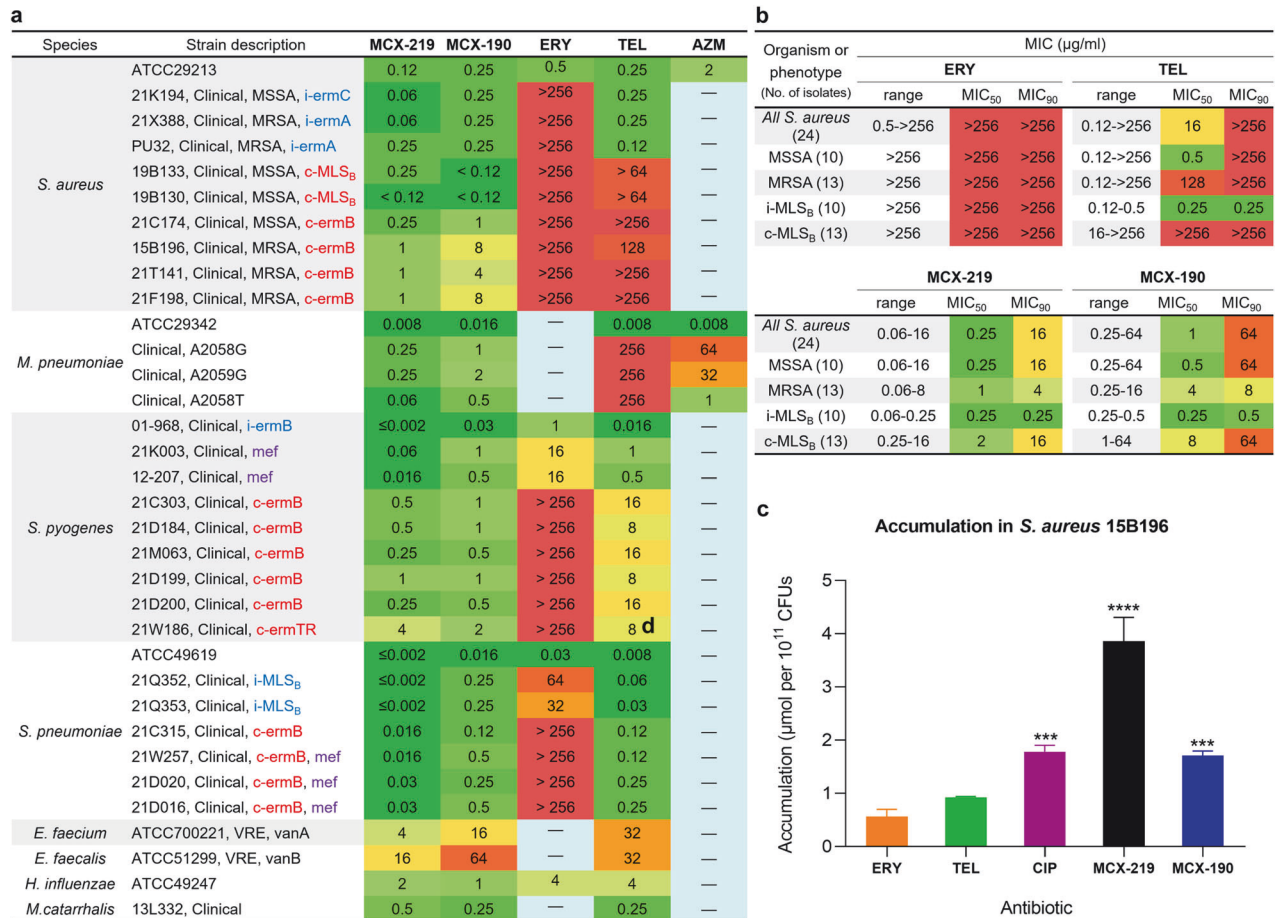 a
Species Strain description MCX-219 MCX-190 ERY TEL AZM
S. aureus
ATCC29213 0.12 0.25 0.5 0.25 2
21K194, Clinical, MSSA, i-ermC 0.06 0.25 >256 0.25 —
21X388, Clinical, MRSA, i-ermA 0.06 0.25 >256 0.25 —
PU32, Clinical, MRSA, i-ermA 0.25 0.25 >256 0.12 —
19B133, Clinical, MSSA, c-MLSB 0.25 < 0.12 >256 > 64 —
19B130, Clinical, MSSA, c-MLSB < 0.12 < 0.12 >256 > 64 —
21C174, Clinical, MSSA, c-ermB 0.25 1 >256 >256 —
15B196, Clinical, MRSA, c-ermB 1 8 >256 128 —
21T141, Clinical, MRSA, c-ermB 1 4 >256 >256 —
21F198, Clinical, MRSA, c-ermB 1 8 >256 >256 —
M. pneumoniae
ATCC29342 0.008 0.016 — 0.008 0.008
Clinical, A2058G 0.25 1 256 64
Clinical, A2059G 0.25 2 256 32
Clinical, A2058T 0.06 0.5 256 1
S. pyogenes
01-968, Clinical, i-ermB ≤0.002 0.03 1 0.016 —
21K003, Clinical, mef 0.06 1 16 1 —
12-207, Clinical, mef 0.016 0.5 16 0.5 —
21C303, Clinical, c-ermB 0.5 1 > 256 16 —
21D184, Clinical, c-ermB 0.5 1 > 256 8 —
21M063, Clinical, c-ermB 0.25 0.5 > 256 16 —
21D199, Clinical, c-ermB 1 1 > 256 8 —
21D200, Clinical, c-ermB 0.25 0.5 > 256 16 —
21W186, Clinical, c-ermTR 4 2 > 256 8 d —
S. pneumoniae
ATCC49619 ≤0.002 0.016 0.03 0.008 —
21Q352, Clinical, i-MLSB ≤0.002 0.25 64 0.06 —
21Q353, Clinical, i-MLSB ≤0.002 0.25 32 0.03 —
21C315, Clinical, c-ermB 0.016 0.12 > 256 0.12 —
21W257, Clinical, c-ermB, mef 0.016 0.5 > 256 0.12 —
21D020, Clinical, c-ermB, mef 0.03 0.25 > 256 0.25 —
21D016, Clinical, c-ermB, mef 0.03 0.5 > 256 0.25 —
E. faecium ATCC700221, VRE, vanA 4 16 — 32 —
E. faecalis ATCC51299, VRE, vanB 16 64 — 32 —
H. influenzae ATCC49247 2 1 4 4 —
M.catarrhalis 13L332, Clinical 0.5 0.25 0.25 —
b
Organism or phenotype (No. of isolates)
MIC (µg/ml)
ERY TEL
range MIC50 MIC90 range MIC50 MIC90
All S. aureus (24) 0.5->256 >256 >256 0.12->256 16 >256
MSSA (10) >256 >256 >256 0.12->256 0.5 >256
MRSA (13) >256 >256 >256 0.12->256 128 >256
i-MLSB (10) >256 >256 >256 0.12-0.5 0.25 0.25
c-MLSB (13) >256 >256 >256 16->256 >256 >256
MCX-219 MCX-190
range MIC50 MIC90 range MIC50 MIC90
All S. aureus (24) 0.06-16 0.25 16 0.25-64 1 64
MSSA (10) 0.06-16 0.25 16 0.25-64 0.5 64
MRSA (13) 0.06-8 1 4 0.25-16 4 8
i-MLSB (10) 0.06-0.25 0.25 0.25 0.25-0.5 0.25 0.5
c-MLSB (13) 0.25-16 2 16 1-64 8 64
c
Accumulation in S. aureus 15B196
Accumulation (µmol per 10¹¹ CFUs
5
4
3
2
1
0
***
****
***
ERY TEL CIP MCX-219 MCX-190
Antibiotic